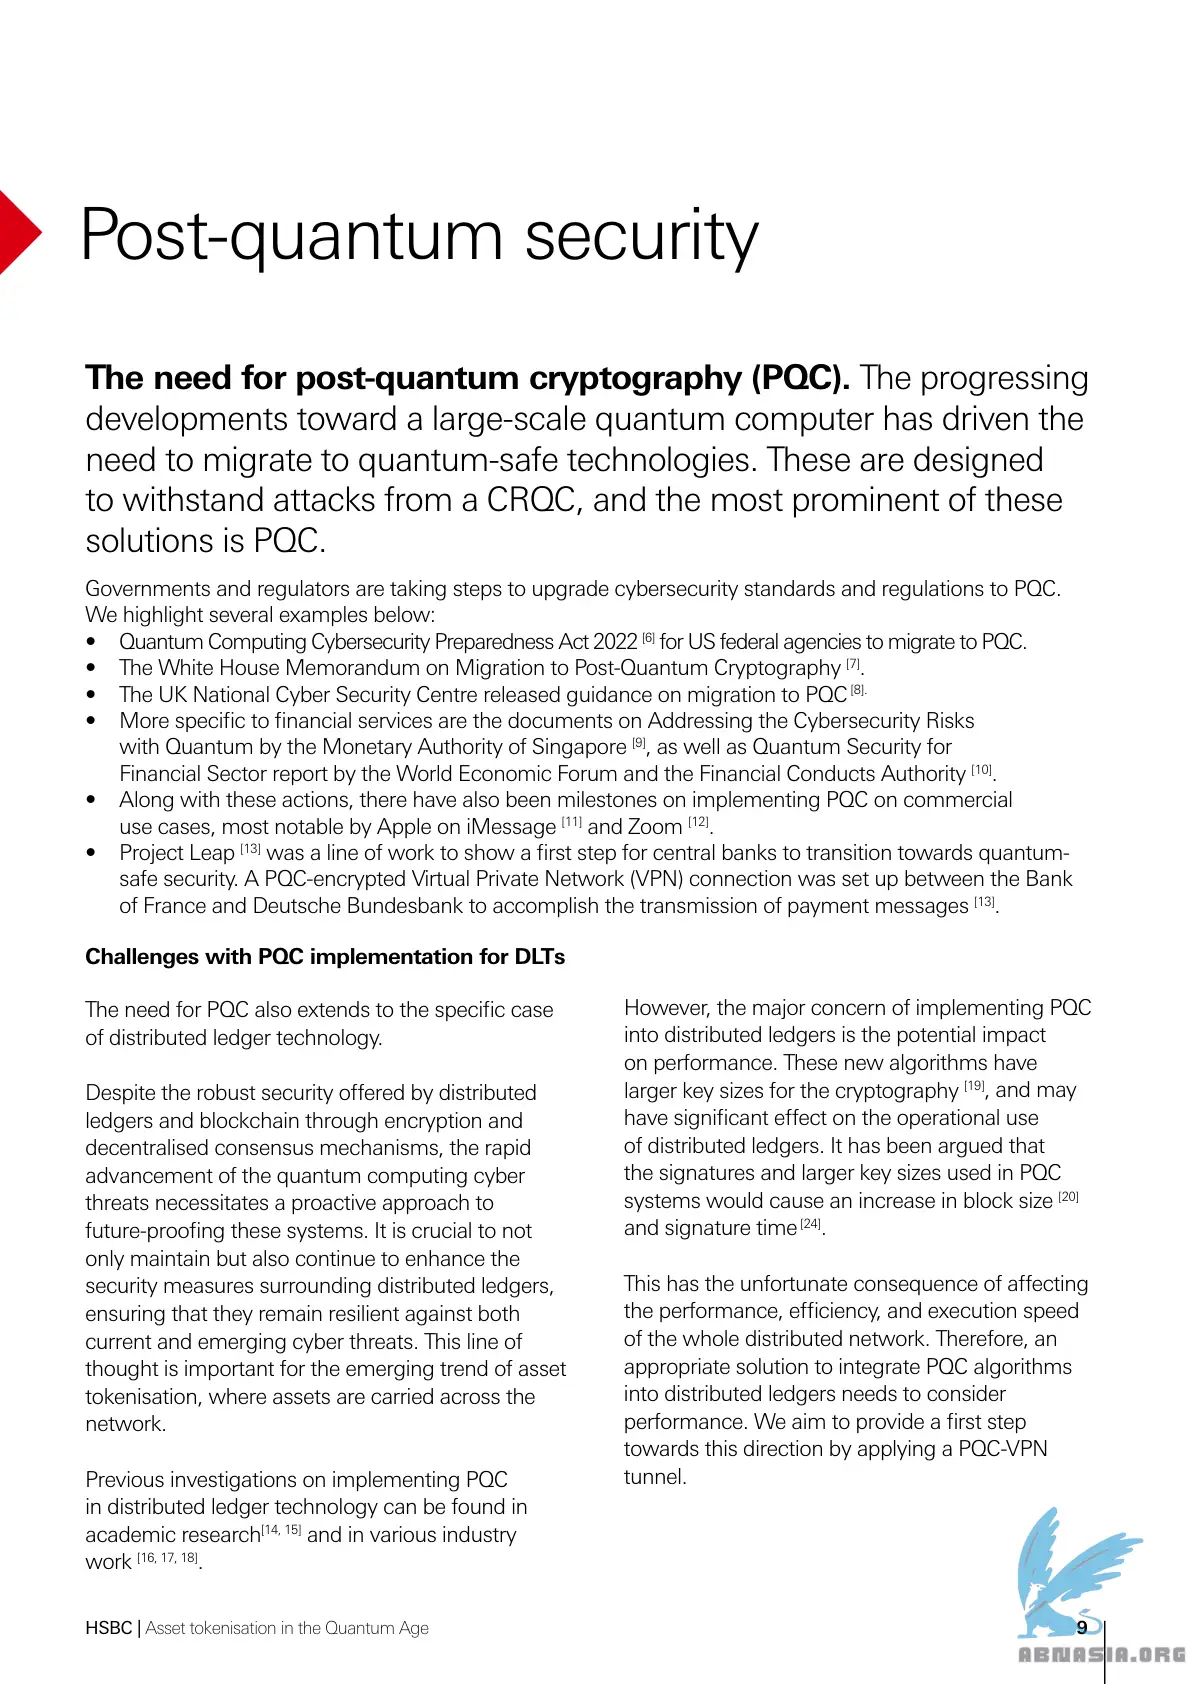 Post-quantum security
The need for post-quantum cryptography (PQC). The progressing
developments toward a large-scale quantum computer has driven the
need to migrate to quantum-safe technologies. These are designed
to withstand attacks from a CRQC, and the most prominent of these
solutions is PQC.
Governments and regulators are taking steps to upgrade cybersecurity standards and regulations to PQC.
We highlight several examples below:
• Quantum Computing Cybersecurity Preparedness Act 2022 [6] for US federal agencies to migrate to PQC.
• The White House Memorandum on Migration to Post-Quantum Cryptography [7].
• The UK National Cyber Security Centre released guidance on migration to PQC [8].
• More specific to financial services are the documents on Addressing the Cybersecurity Risks
with Quantum by the Monetary Authority of Singapore [9], as well as Quantum Security for
Financial Sector report by the World Economic Forum and the Financial Conducts Authority [10].
• Along with these actions, there have also been milestones on implementing PQC on commercial
use cases, most notable by Apple on iMessage [11] and Zoom [12].
• Project Leap [13] was a line of work to show a first step for central banks to transition towards quantum-
safe security. A PQC-encrypted Virtual Private Network (VPN) connection was set up between the Bank
of France and Deutsche Bundesbank to accomplish the transmission of payment messages [13].
Challenges with PQC implementation for DLTs
The need for PQC also extends to the specific case
of distributed ledger technology.
Despite the robust security offered by distributed
ledgers and blockchain through encryption and
decentralised consensus mechanisms, the rapid
advancement of the quantum computing cyber
threats necessitates a proactive approach to
future-proofing these systems. It is crucial to not
only maintain but also continue to enhance the
security measures surrounding distributed ledgers,
ensuring that they remain resilient against both
current and emerging cyber threats. This line of
thought is important for the emerging trend of asset
tokenisation, where assets are carried across the
network.
Previous investigations on implementing PQC
in distributed ledger technology can be found in
academic research[14, 15] and in various industry
work [16, 17, 18].
However, the major concern of implementing PQC
into distributed ledgers is the potential impact
on performance. These new algorithms have
larger key sizes for the cryptography [19], and may
have significant effect on the operational use
of distributed ledgers. It has been argued that
the signatures and larger key sizes used in PQC
systems would cause an increase in block size [20]
and signature time [24].
This has the unfortunate consequence of affecting
the performance, efficiency, and execution speed
of the whole distributed network. Therefore, an
appropriate solution to integrate PQC algorithms
into distributed ledgers needs to consider
performance. We aim to provide a first step
towards this direction by applying a PQC-VPN
tunnel.
HSBC | Asset tokenisation in the Quantum Age
9
ABNASIA.ORG